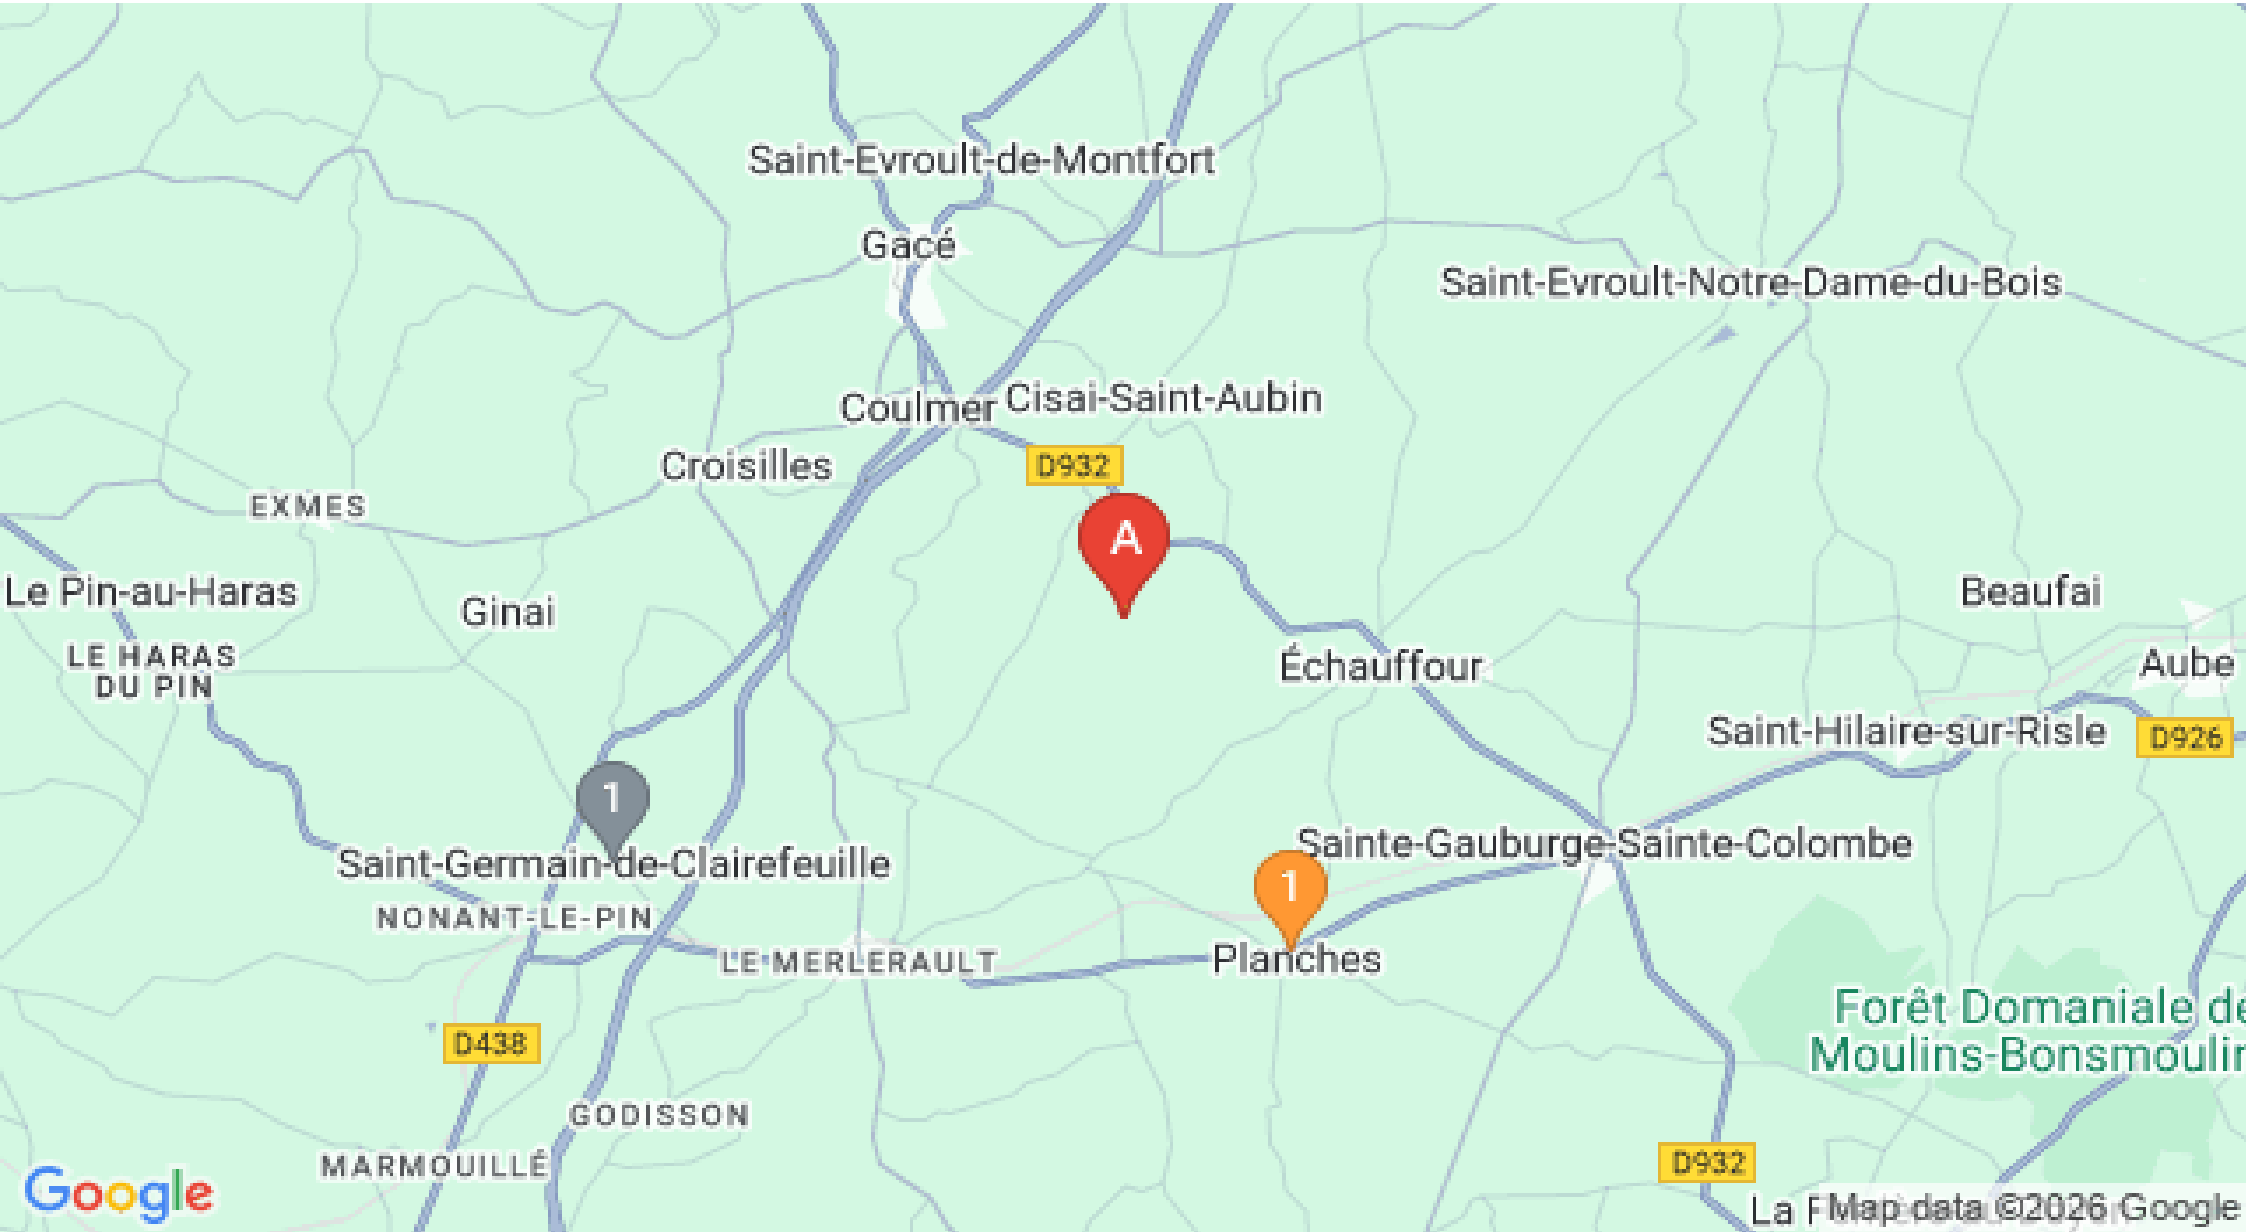 Saint-Evroult-de-Montfort
Gacé
Saint-Evroult-Notre-Dame-du-Bois
Coulmer
Cisai-Saint-Aubin
Croisilles
D932
EXMES
A
Le Pin-au-Haras
Ginai
Beaufai
LE HARAS
DU PIN
Échauffour
Aube
Saint-Hilaire-sur-Risle
D926
1
Saint-Germain-de-Clairefeuille
Sainte-Gauburge-Sainte-Colombe
1
NONANT-LE-PIN
LE MERLERAULT
Planches
Forêt Domaniale de
Moulins-Bonsmoulin
D438
GODISSON
MARMOUILLÉ
D932
Google
La
Map data ©2026 Google